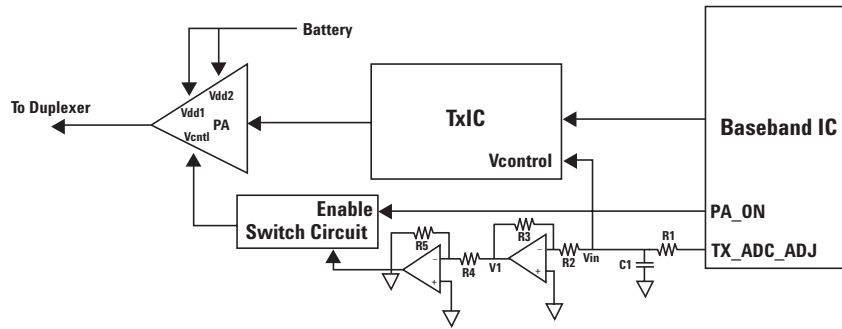 Battery
To Duplexer
Vdd1
Vdd2
Vcntl
PA
TxIC
Vcontrol
Baseband IC
PA_ON
TX_ADC_ADJ
Enable
Switch Circuit
R5
R4
V1
R3
R2
Vin
C1
R1
-
+
-
+